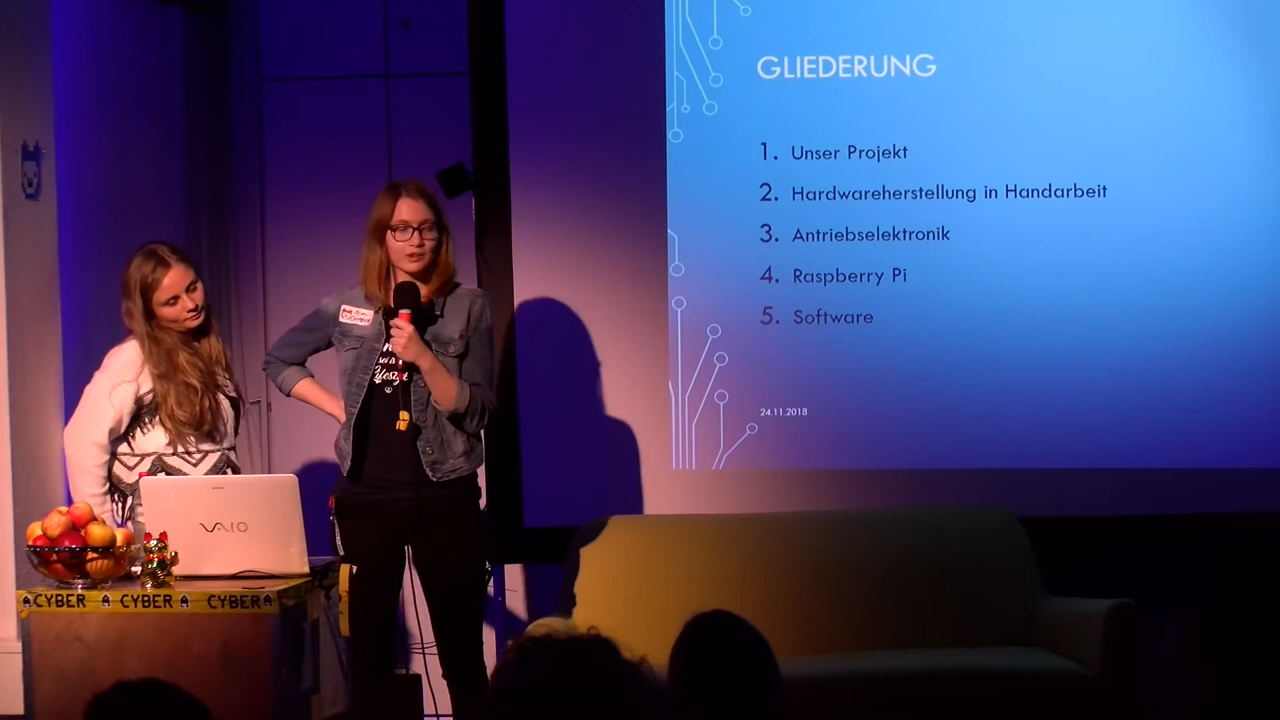 GLIEDERUNG
1. Unser Projekt
2. Hardwareherstellung in Handarbeit
3. Antriebselektronik
4. Raspberry Pi
5. Software
24.11.2018
VAIO
CYBER CYBER CYBER